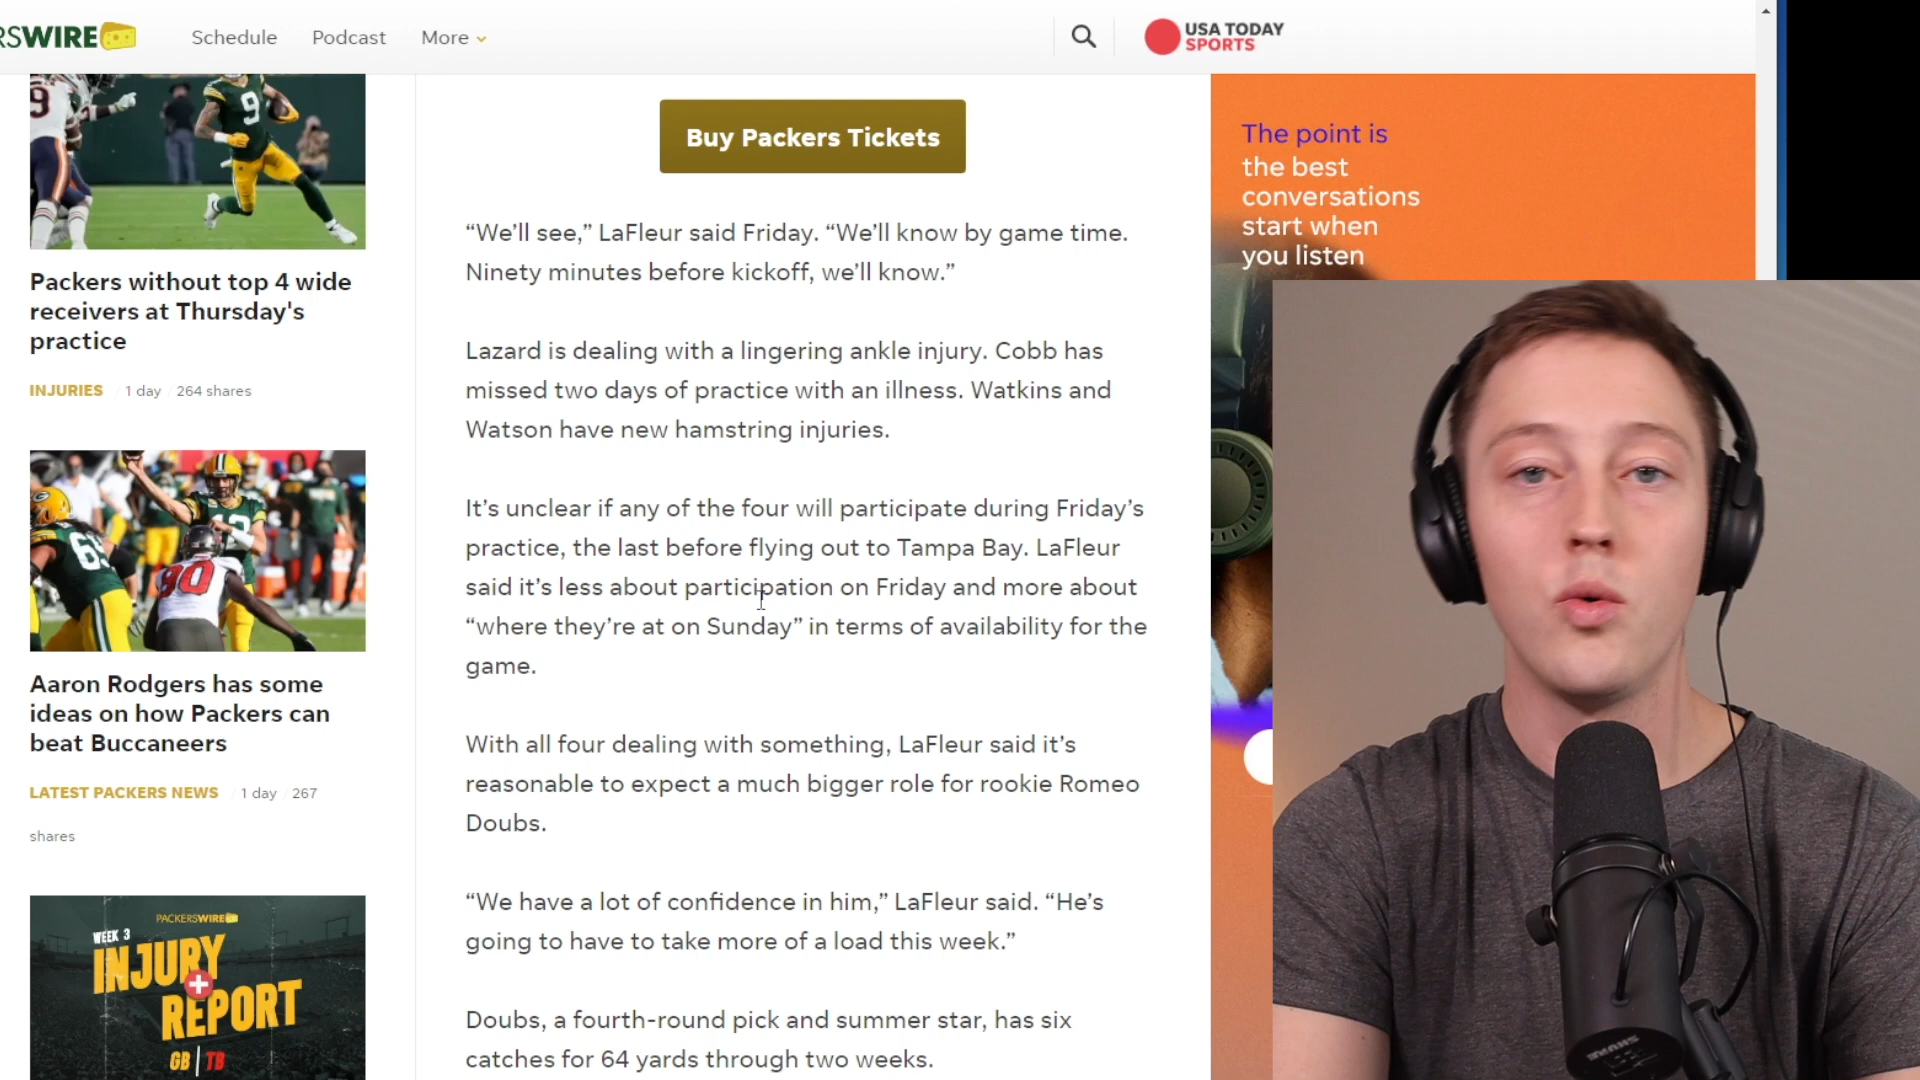 RSWIRE
Schedule
Podcast
More
USA TODAY
SPORTS
9
9
Packers without top 4 wide
receivers at Thursday's
practice
INJURIES / 1 day / 264 shares
12
90
Aaron Rodgers has some
ideas on how Packers can
beat Buccaneers
LATEST PACKERS NEWS / 1 day / 267
shares
PACKERSWIRE
WEEK 3
INJURY
REPORT
GB | TB
Buy Packers Tickets
“We’ll see,” LaFleur said Friday. “We’ll know by game time.
Ninety minutes before kickoff, we’ll know.”
Lazard is dealing with a lingering ankle injury. Cobb has
missed two days of practice with an illness. Watkins and
Watson have new hamstring injuries.
It’s unclear if any of the four will participate during Friday’s
practice, the last before flying out to Tampa Bay. LaFleur
said it’s less about participation on Friday and more about
“where they’re at on Sunday” in terms of availability for the
game.
With all four dealing with something, LaFleur said it’s
reasonable to expect a much bigger role for rookie Romeo
Doubs.
“We have a lot of confidence in him,” LaFleur said. “He’s
going to have to take more of a load this week.”
Doubs, a fourth-round pick and summer star, has six
catches for 64 yards through two weeks.
The point is
the best
conversations
start when
you listen
SHURE